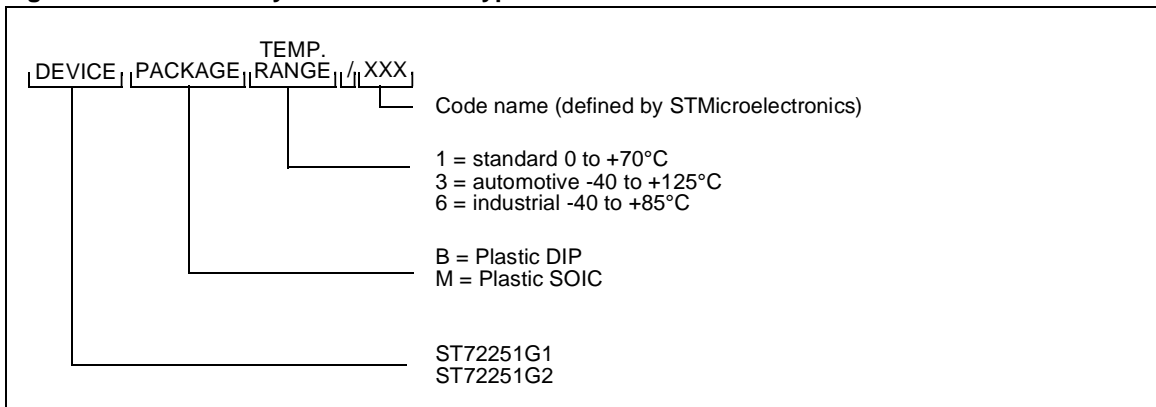 TEMP.
DEVICE PACKAGE RANGE / XXX
Code name (defined by STMicroelectronics)
1 = standard 0 to +70°C
3 = automotive -40 to +125°C
6 = industrial -40 to +85°C
B = Plastic DIP
M = Plastic SOIC
ST72251G1
ST72251G2